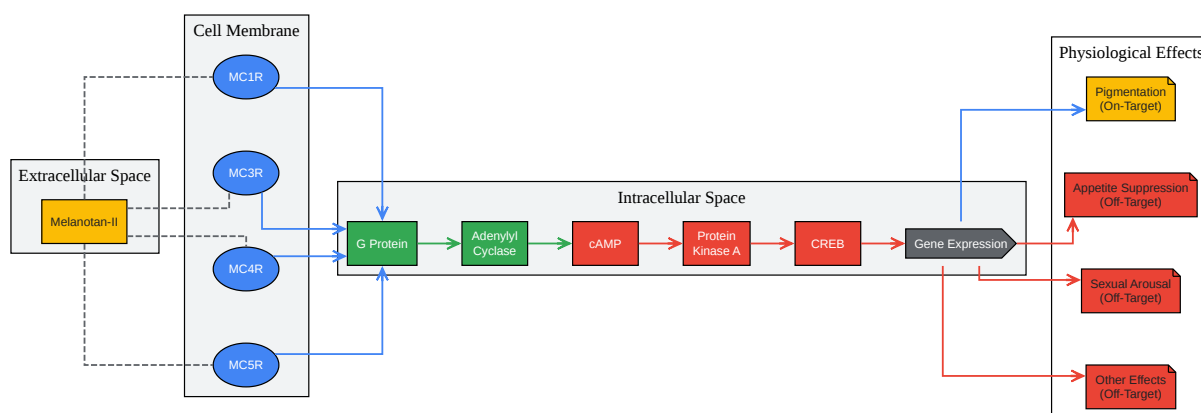 Cell Membrane
MC1R
MC3R
MC4R
MC5R
Extracellular Space
Melanotan-II
Intracellular Space
G Protein
Adenylyl
Cyclase
cAMP
Protein
Kinase A
CREB
Gene Expression
Physiological Effects
Pigmentation
(On-Target)
Appetite Suppression
(Off-Target)
Sexual Arousal
(Off-Target)
Other Effects
(Off-Target)